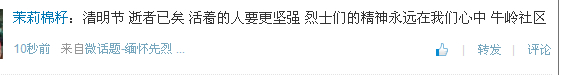 茉莉棉籽：清明节 逝者已矣 活着的人要更坚强 烈士们的精神永远在我们心中 牛岭社区
10秒前 来自微话题-缅怀先烈 ... | 转发 | 评论